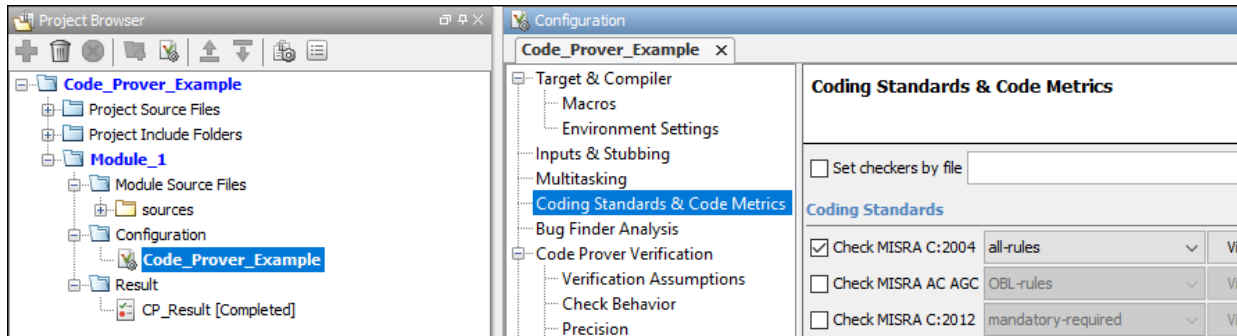 Project Browser
Code_Prover_Example
Project Source Files
Project Include Folders
Module_1
Module Source Files
sources
Configuration
Code_Prover_Example
Result
CP_Result [Completed]
Configuration
Code_Prover_Example x
Target & Compiler
Macros
Environment Settings
Inputs & Stubbing
Multitasking
Coding Standards & Code Metrics
Bug Finder Analysis
Code Prover Verification
Verification Assumptions
Check Behavior
Precision
Coding Standards & Code Metrics
Set checkers by file
Coding Standards
Check MISRA C:2004 all-rules
Check MISRA AC AGC OBL-rules
Check MISRA C:2012 mandatory-required